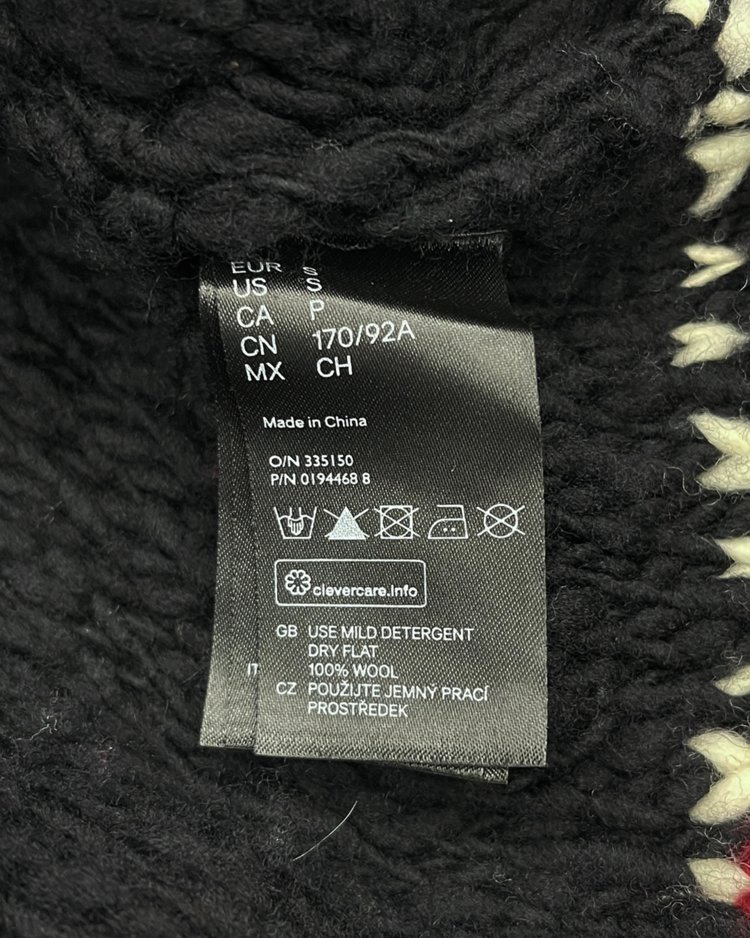 EUR S
US S
CA P
CN 170/92A
MX CH
Made in China
O/N 335150
P/N 0194468 8
clevercare.info
GB USE MILD DETERGENT
DRY FLAT
IT 100% WOOL
CZ POUŽIJTE JEMNÝ PRACÍ
PROSTŘEDEK